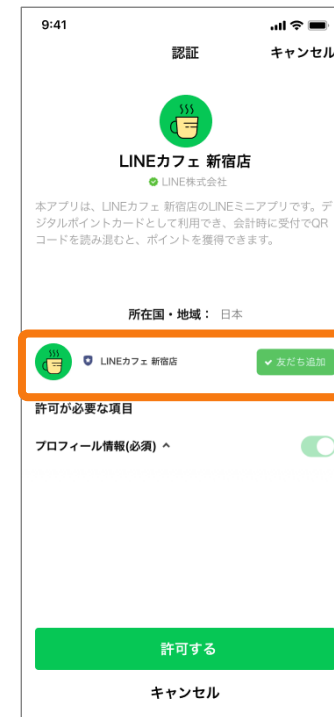 9:41
認証
キャンセル
LINEカフェ 新宿店
LINE株式会社
本アプリは、LINEカフェ 新宿店のLINEミニアプリです。デ
ジタルポイントカードとして利用でき、会計時に受付でQR
コードを読み混むと、ポイントを獲得できま
す。
所在国・地域： 日本
LINEカフェ 新宿店
友だち追加
許可が必要な項目
プロフィール情報(必須)
許可する
キャンセル